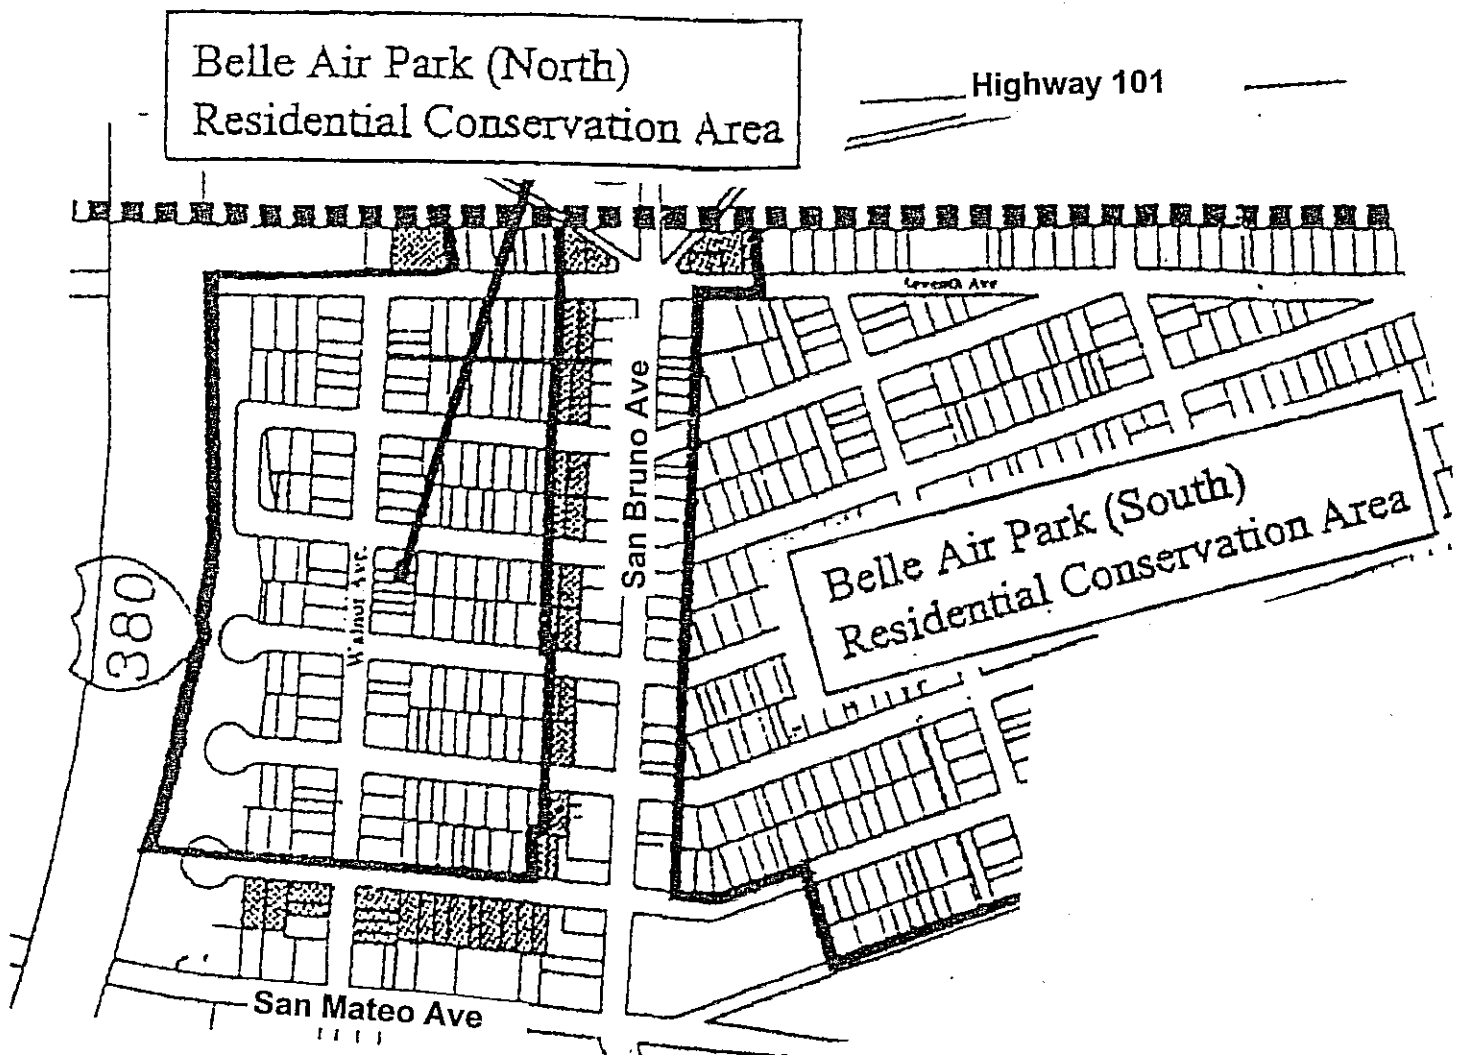 Belle Air Park (North)
Residential Conservation Area
Highway 101
Seventh Ave
San Bruno Ave
Belle Air Park (South)
Residential Conservation Area
380
Walnut Ave.
San Mateo Ave